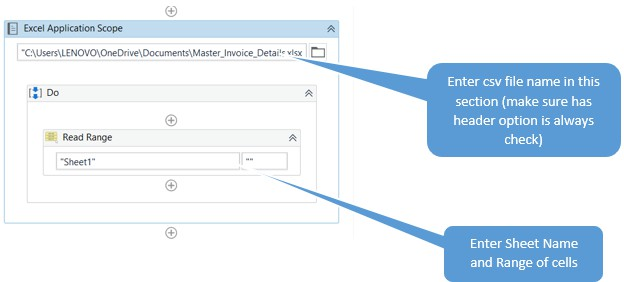 Excel Application Scope
"C:\Users\LENOVO\OneDrive\Documents\Master_Invoice_Details.xlsx
Enter csv file name in this
section (make sure has
header option is always
check)
Do
Read Range
"Sheet1" ""
Enter Sheet Name
and Range of cells